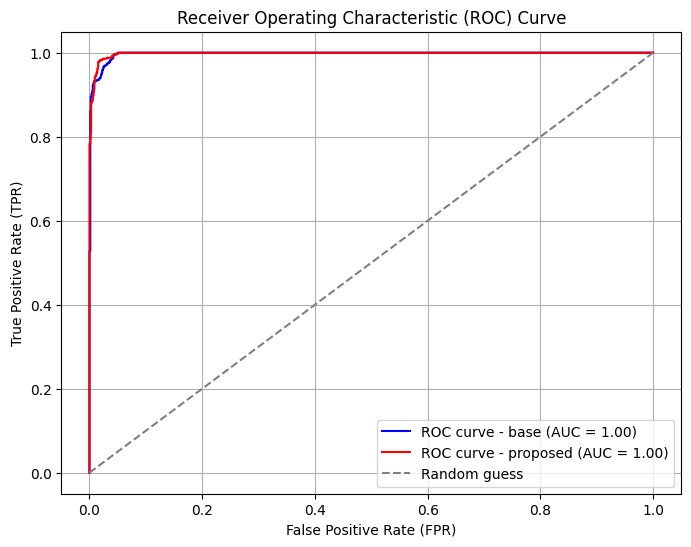 Receiver Operating Characteristic (ROC) Curve
1.0
0.8
0.6
0.4
0.2
0.0
True Positive Rate (TPR)
ROC curve - base (AUC = 1.00)
ROC curve - proposed (AUC = 1.00)
Random guess
0.0 0.2 0.4 0.6 0.8 1.0
False Positive Rate (FPR)